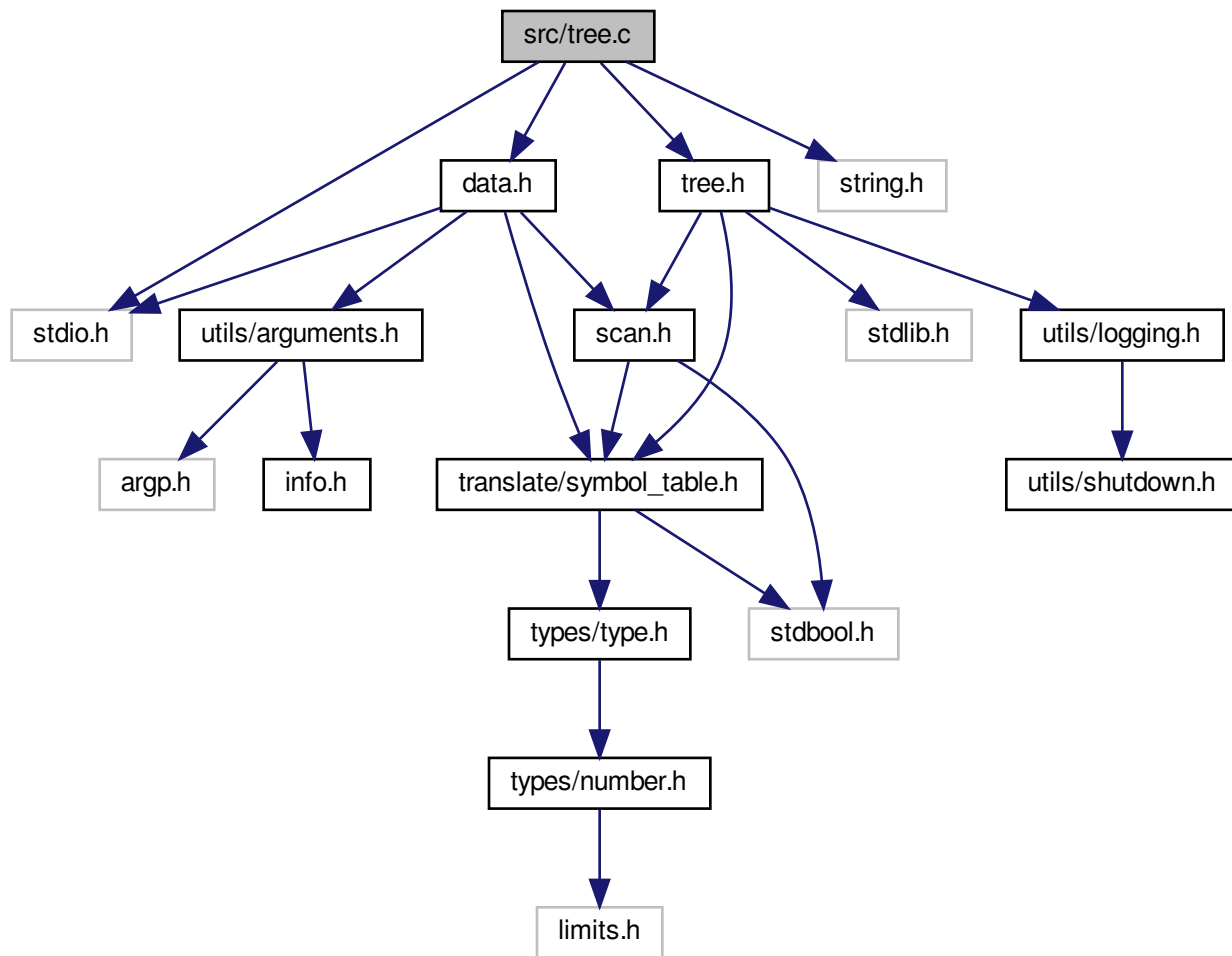 src/tree.c
data.h
tree.h
string.h
stdio.h
utils/arguments.h
scan.h
stdlib.h
utils/logging.h
argp.h
info.h
translate/symbol_table.h
utils/shutdown.h
types/type.h
stdbool.h
types/number.h
limits.h